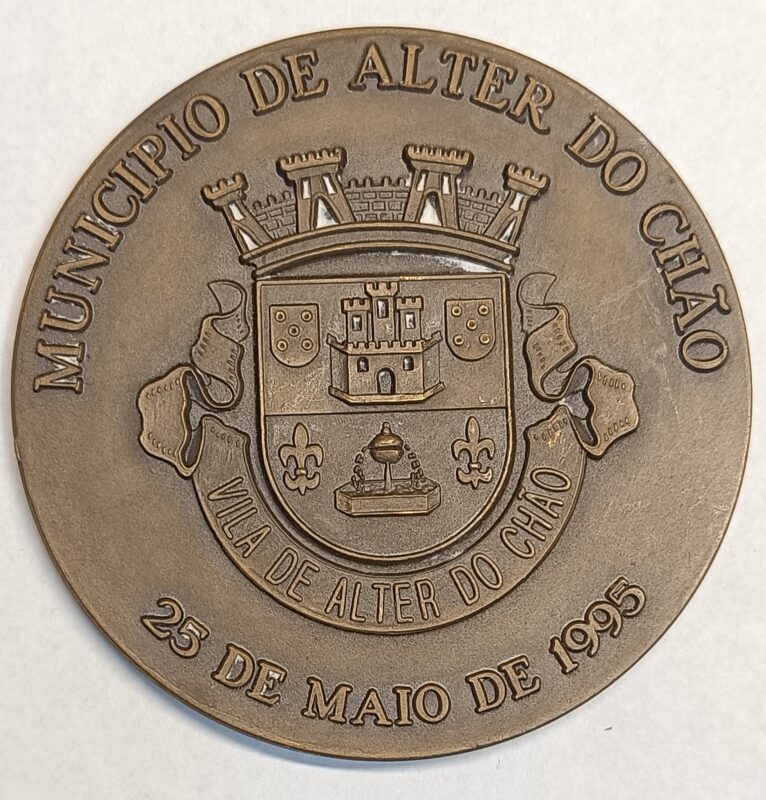 MUNICIPIO DE ALTER DO CHÃO
VILA DE ALTER DO CHÃO
25 DE MAIO DE 1995